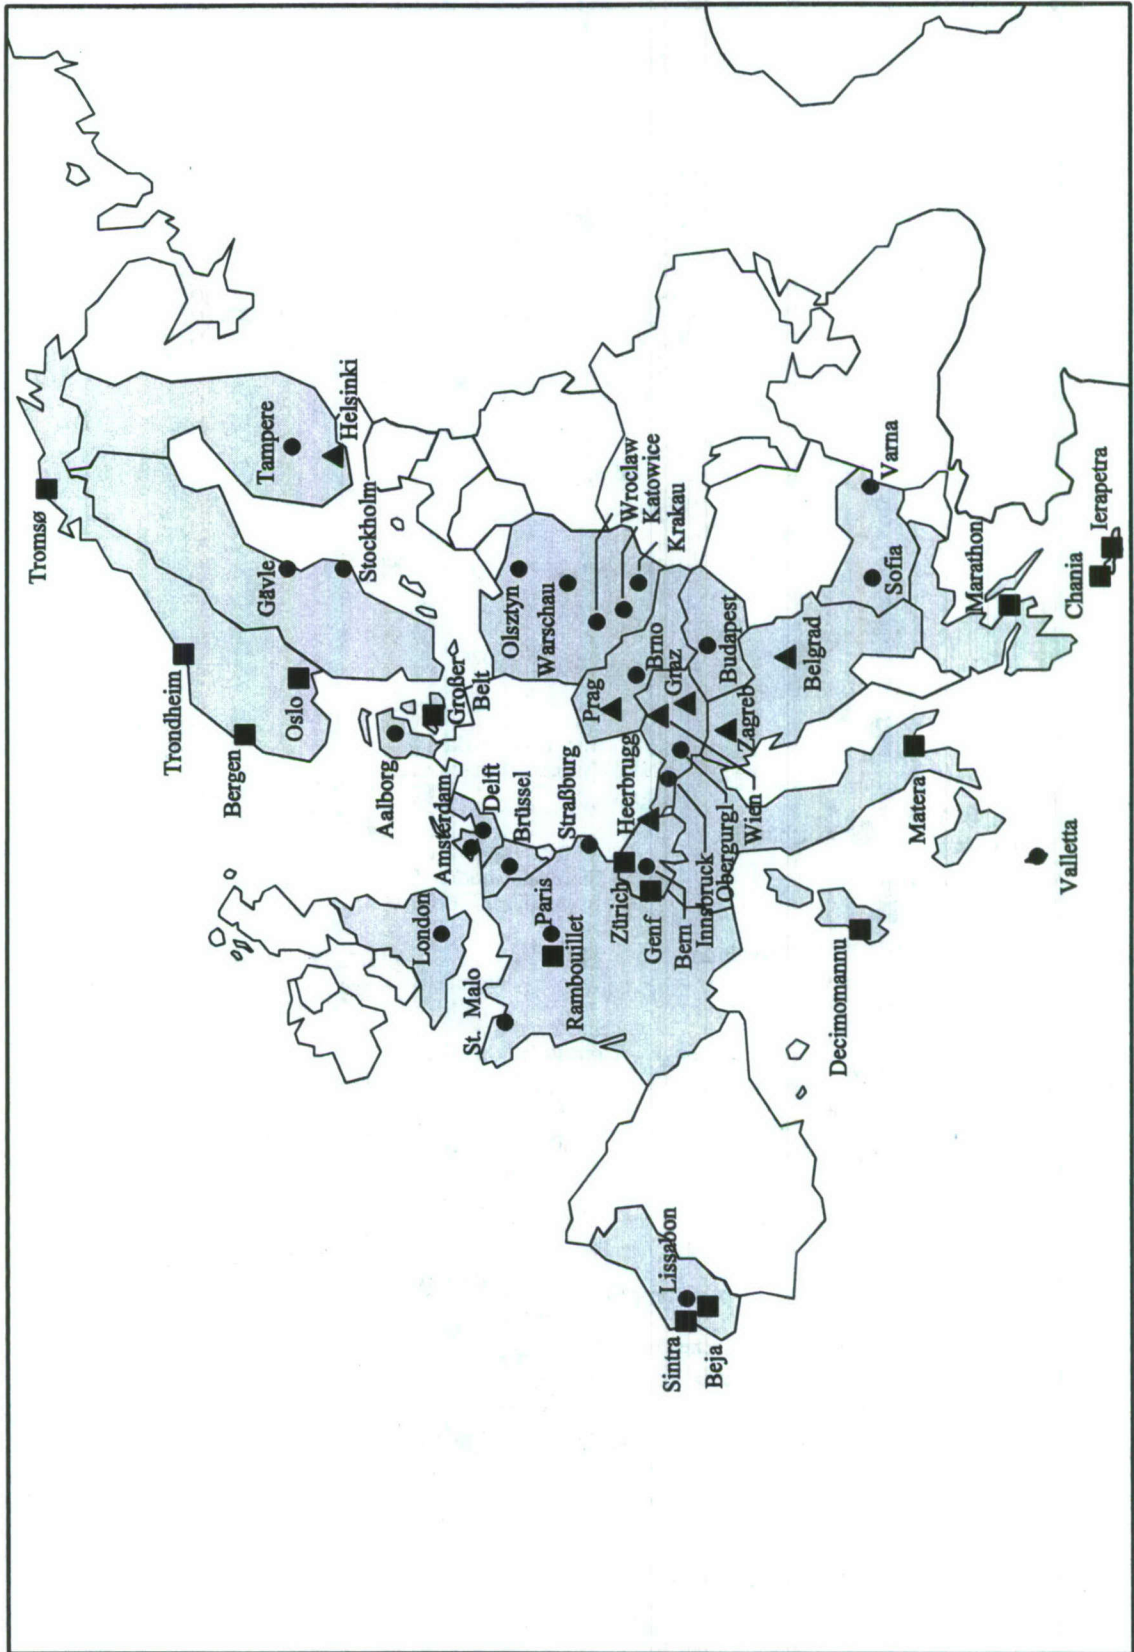 Tromsø
Trondheim
Bergen
Oslo
Gävle
Stockholm
Tampere
Helsinki
Aalborg
Großer
Belt
Amsterdam
Delft
Brüssel
London
St. Malo
Paris
Rambouillet
Straßburg
Olsztyn
Warschau
Wroclaw
Katowice
Krakau
Prag
Brno
Graz
Budapest
Heerbrugg
Zürich
Genf
Bern
Innsbruck
Obergurgl
Wien
Zagreb
Belgrad
Sofia
Varna
Marathon
Chania
Ierapetra
Matera
Valletta
Decimomannu
Lissabon
Sintra
Beja